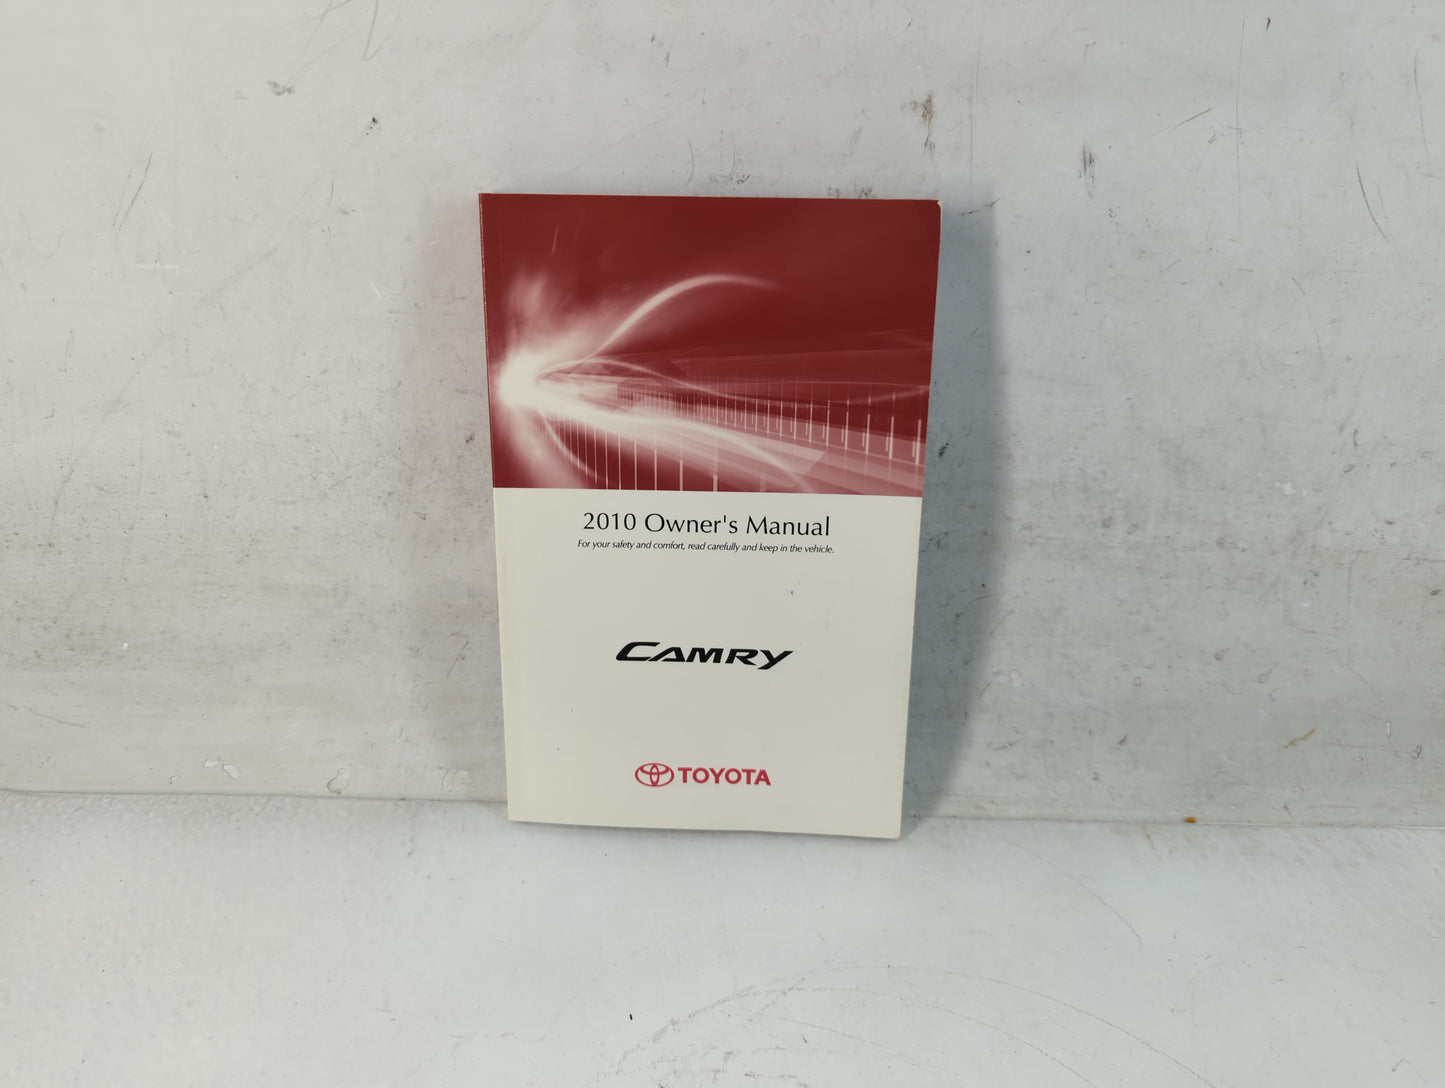 2010 Owner's Manual
For your safety and comfort, read carefully and keep in the vehicle.
CAMRY
TOYOTA